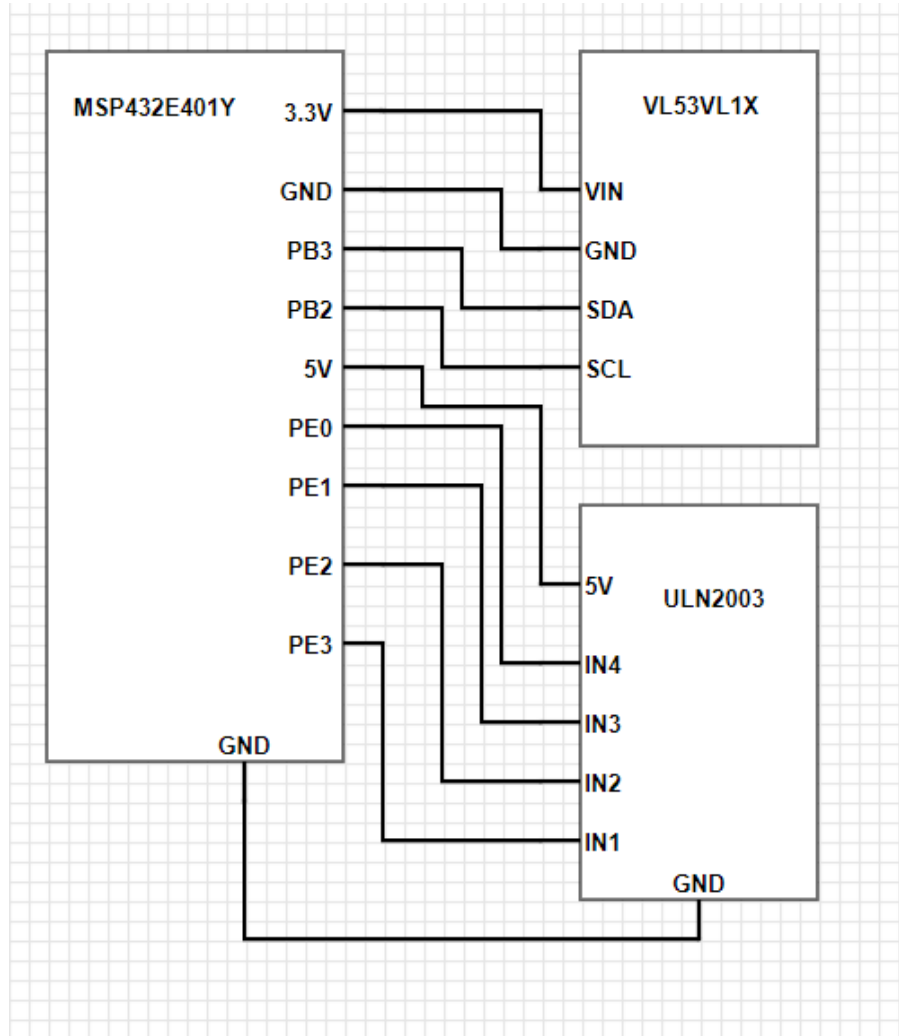 MSP432E401Y
3.3V
GND
PB3
PB2
5V
PE0
PE1
PE2
PE3
GND
VL53VL1X
VIN
GND
SDA
SCL
5V
ULN2003
IN4
IN3
IN2
IN1
GND